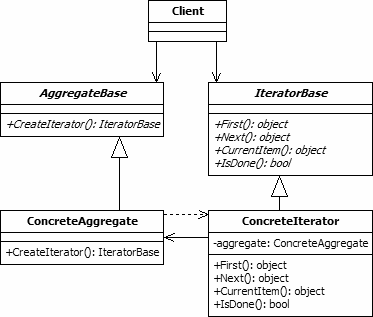 Client
AggregateBase
+CreateIterator(): IteratorBase
IteratorBase
+First(): object
+Next(): object
+CurrentItem(): object
+IsDone(): bool
ConcreteAggregate
+CreateIterator(): IteratorBase
ConcreteIterator
-aggregate: ConcreteAggregate
+First(): object
+Next(): object
+CurrentItem(): object
+IsDone(): bool